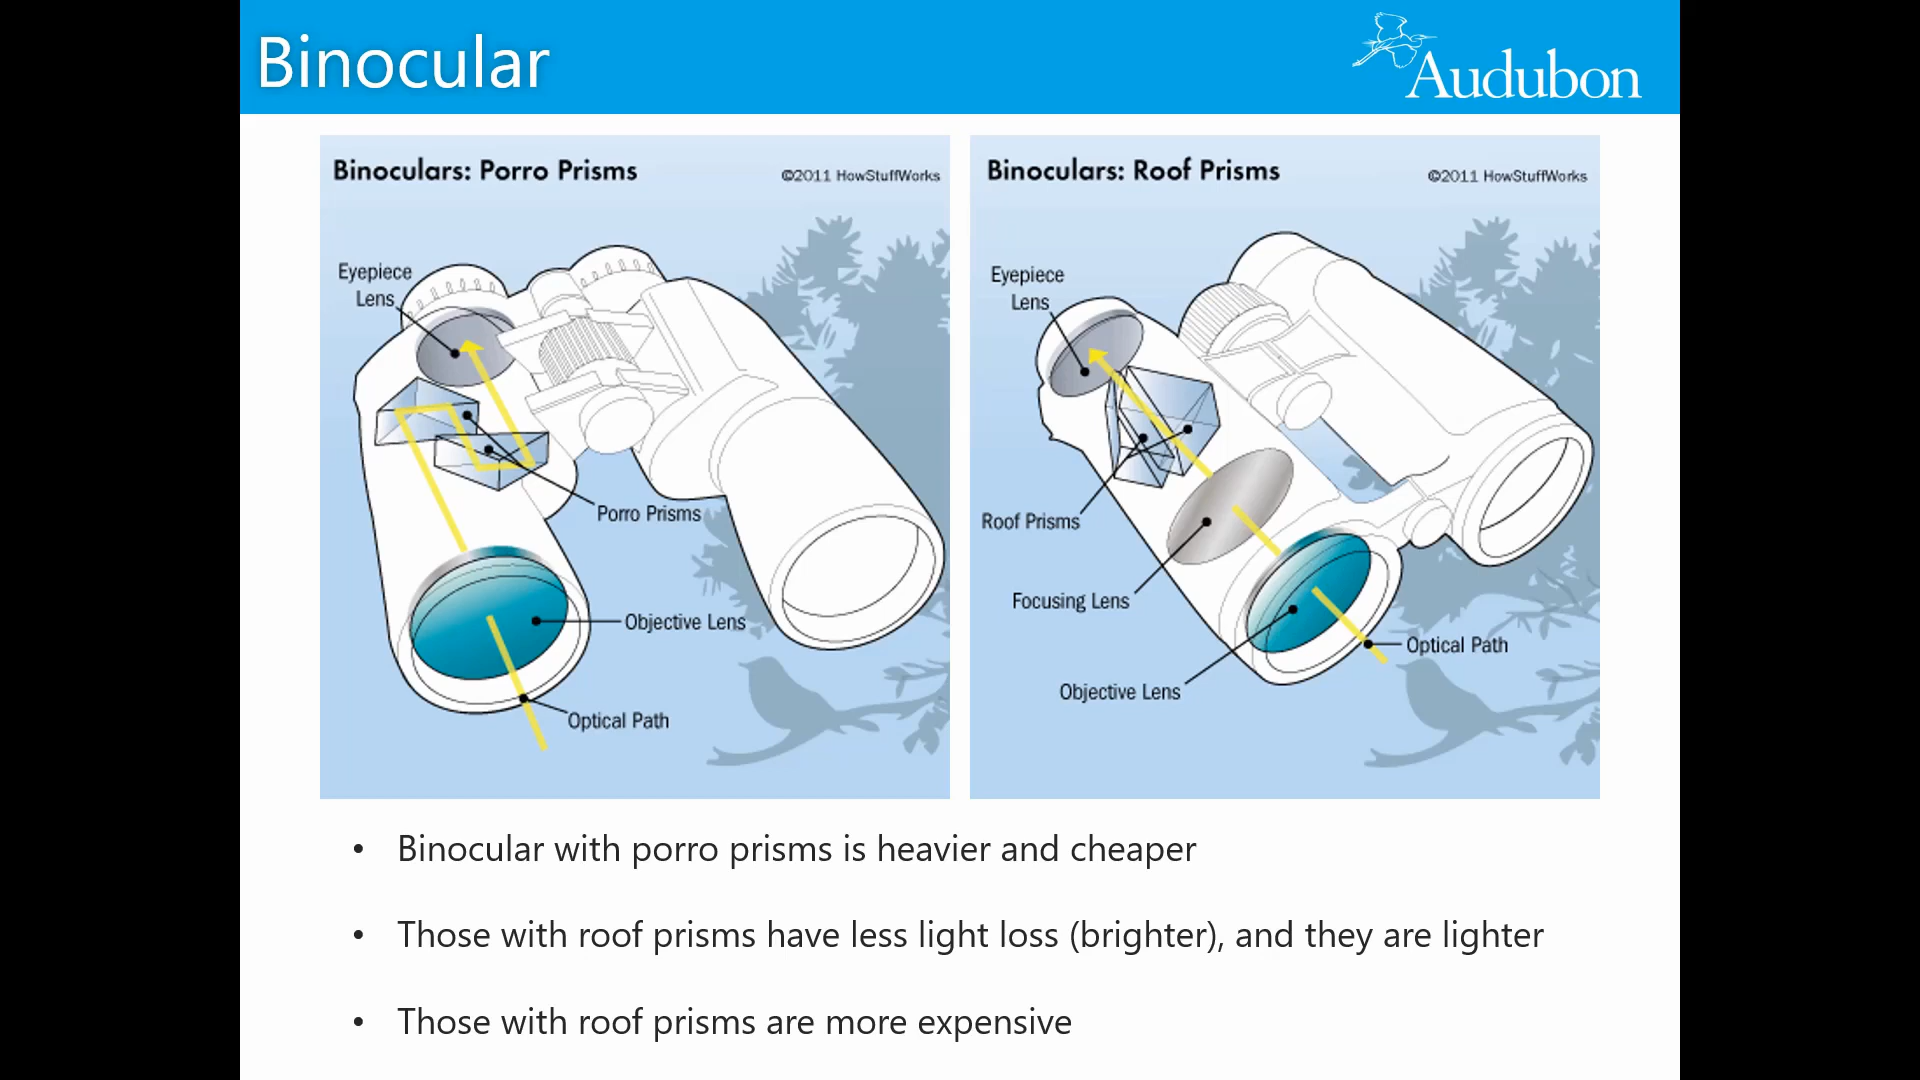 Binocular
Audubon
Binoculars: Porro Prisms
©2011 HowStuffWorks
Eyepiece
Lens
Porro Prisms
Objective Lens
Optical Path
Binoculars: Roof Prisms
©2011 HowStuffWorks
Eyepiece
Lens
Roof Prisms
Focusing Lens
Optical Path
Objective Lens
• Binocular with porro prisms is heavier and cheaper
• Those with roof prisms have less light loss (brighter), and they are lighter
• Those with roof prisms are more expensive